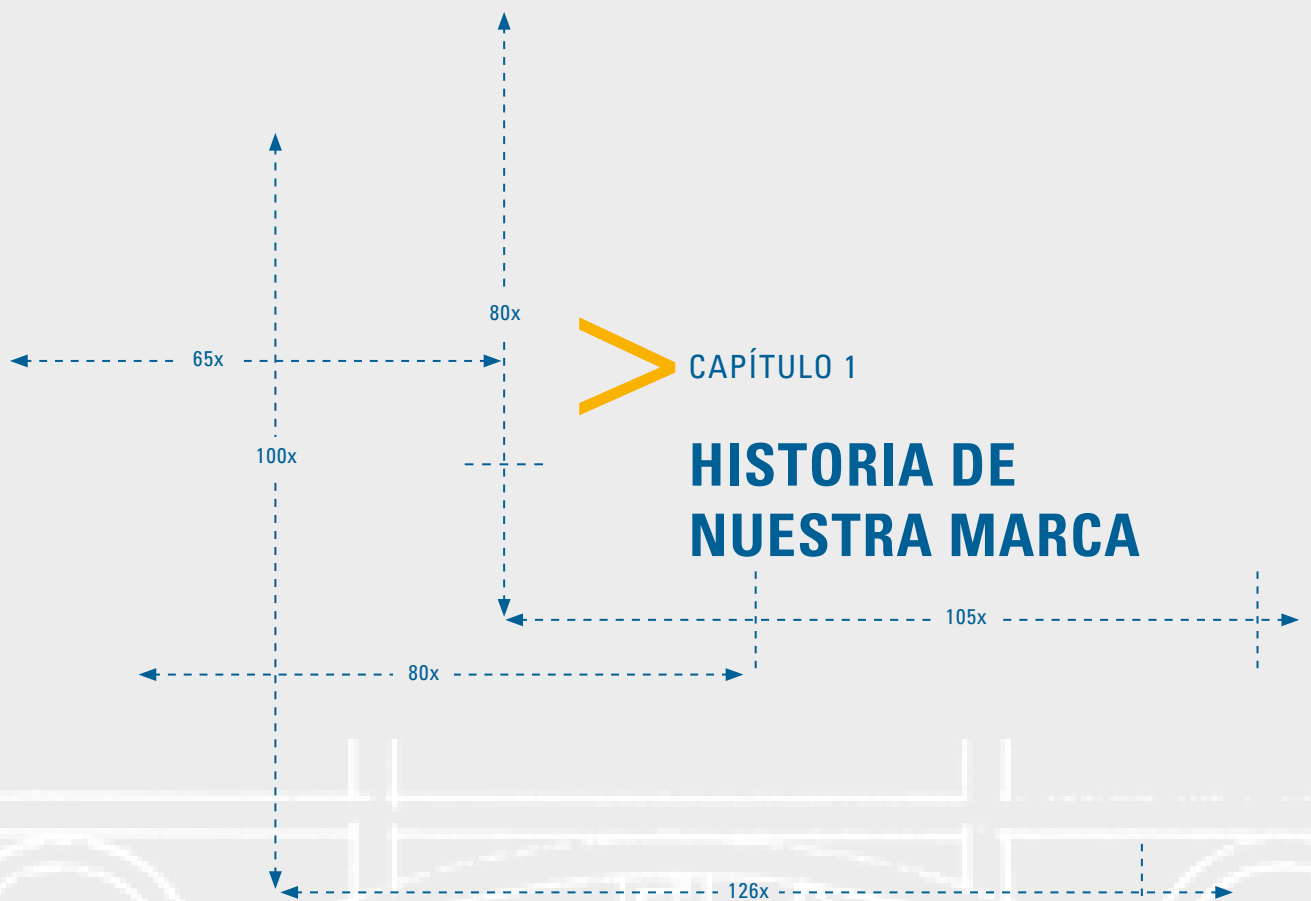 80x
65x
CAPÍTULO 1
100x
HISTORIA DE
NUESTRA MARCA
105x
80x
126x